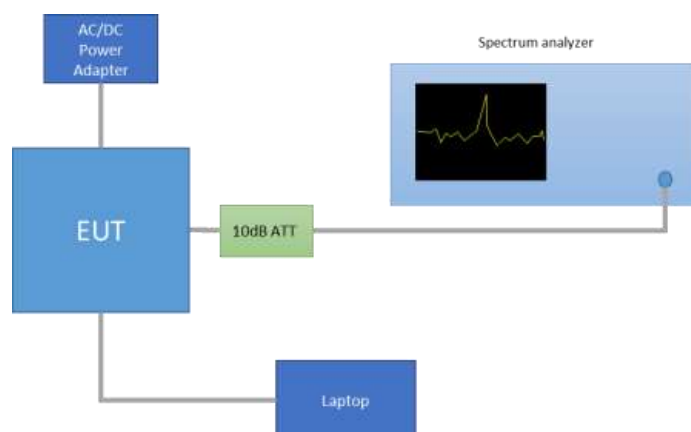 AC/DC
Power
Adapter
Spectrum analyzer
EUT
10dB ATT
Laptop